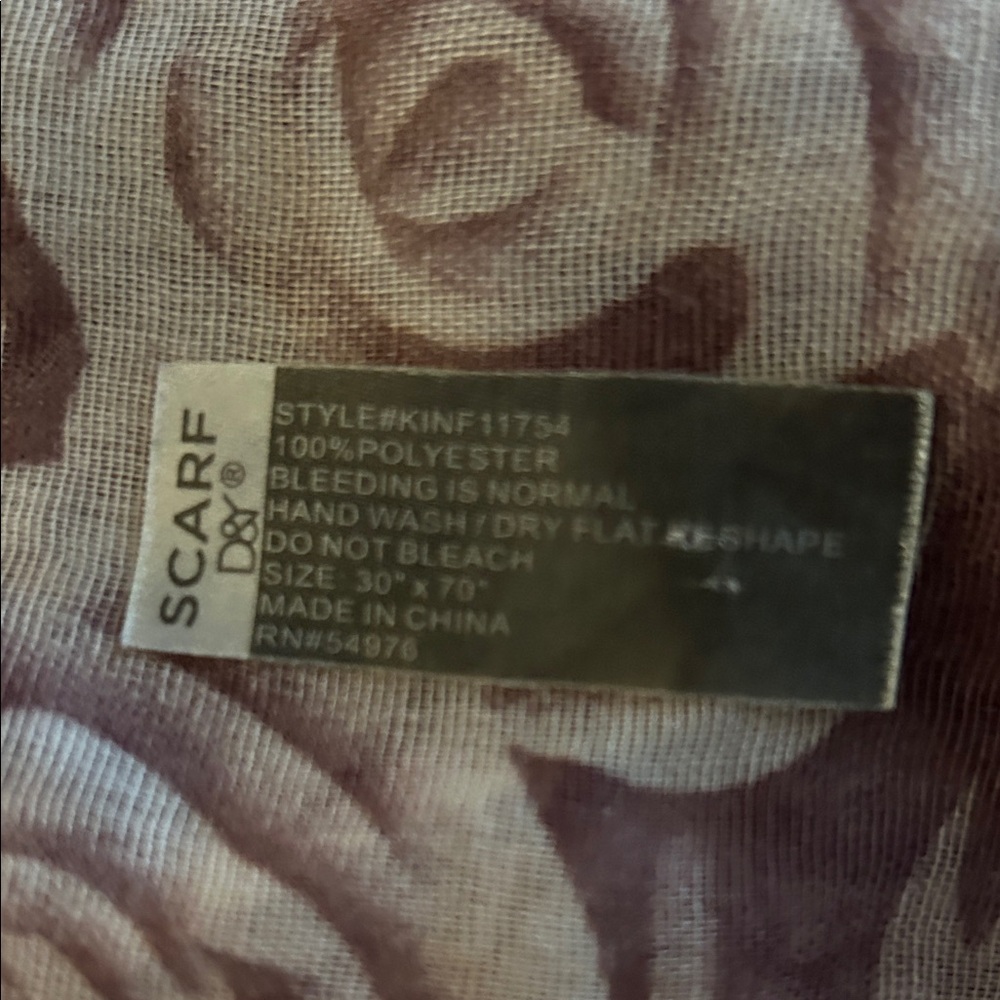 SCARF
D&Y®
STYLE#KINF11754
100%POLYESTER
BLEEDING IS NORMAL
HAND WASH / DRY FLAT RESHAPE
DO NOT BLEACH
SIZE: 30" x 70"
MADE IN CHINA
RN#54976